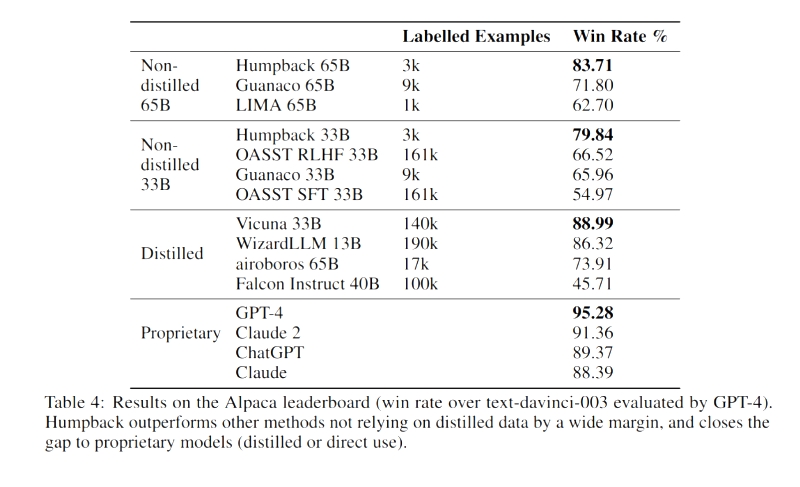 Labelled Examples Win Rate %
Non-distilled 65B
Humpback 65B 3k 83.71
Guanaco 65B 9k 71.80
LIMA 65B 1k 62.70
Non-distilled 33B
Humpback 33B 3k 79.84
OASST RLHF 33B 161k 66.52
Guanaco 33B 9k 65.96
OASST SFT 33B 161k 54.97
Distilled
Vicuna 33B 140k 88.99
WizardLLM 13B 190k 86.32
airoboros 65B 17k 73.91
Falcon Instruct 40B 100k 45.71
Proprietary
GPT-4 95.28
Claude 2 91.36
ChatGPT 89.37
Claude 88.39
Table 4: Results on the Alpaca leaderboard (win rate over text-davinci-003 evaluated by GPT-4).
Humpback outperforms other methods not relying on distilled data by a wide margin, and closes the
gap to proprietary models (distilled or direct use).